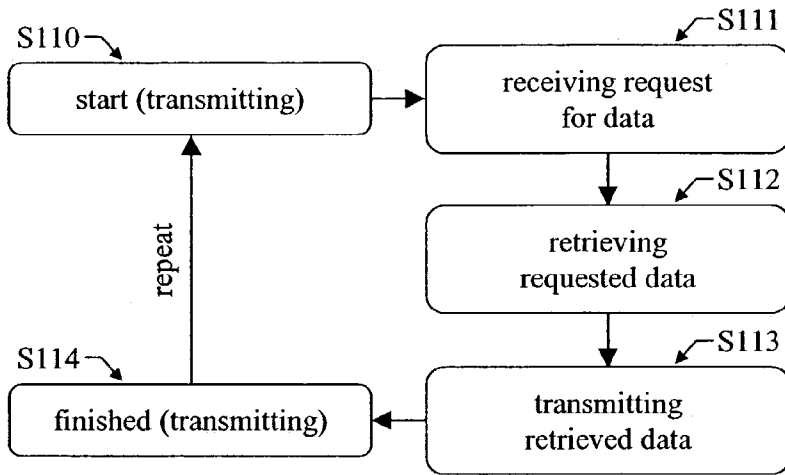 S110
start (transmitting)
S111
receiving request
for data
S112
retrieving
requested data
S113
transmitting
retrieved data
S114
finished (transmitting)
repeat